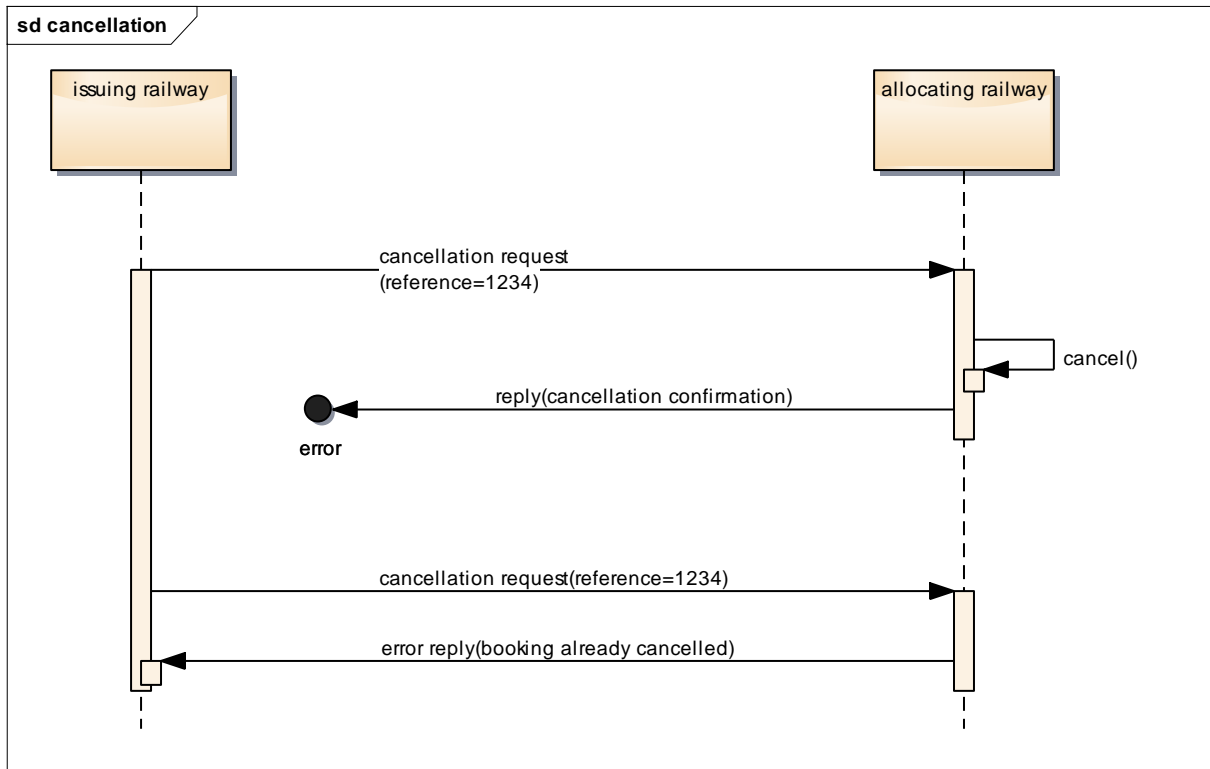 sd cancellation
issuing railway
allocating railway
cancellation request
(reference=1234)
cancel()
reply(cancellation confirmation)
error
cancellation request(reference=1234)
error reply(booking already cancelled)